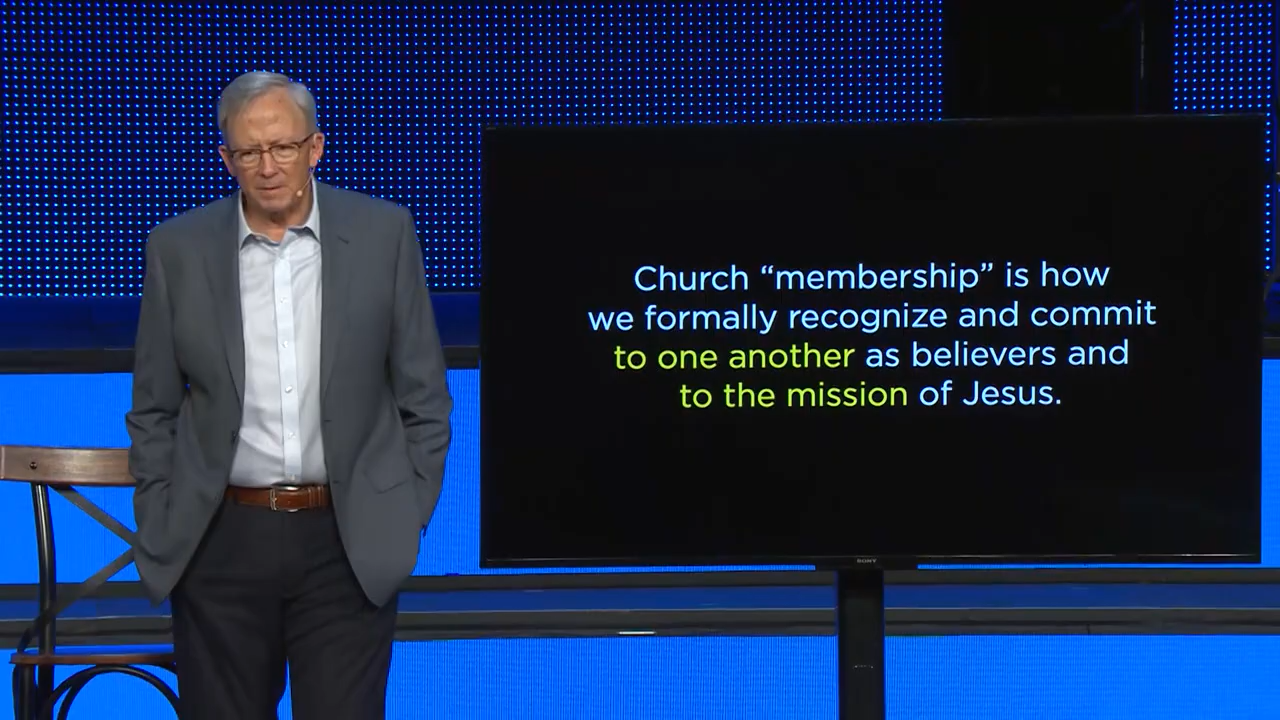 Church “membership” is how
we formally recognize and commit
to one another as believers and
to the mission of Jesus.
SONY